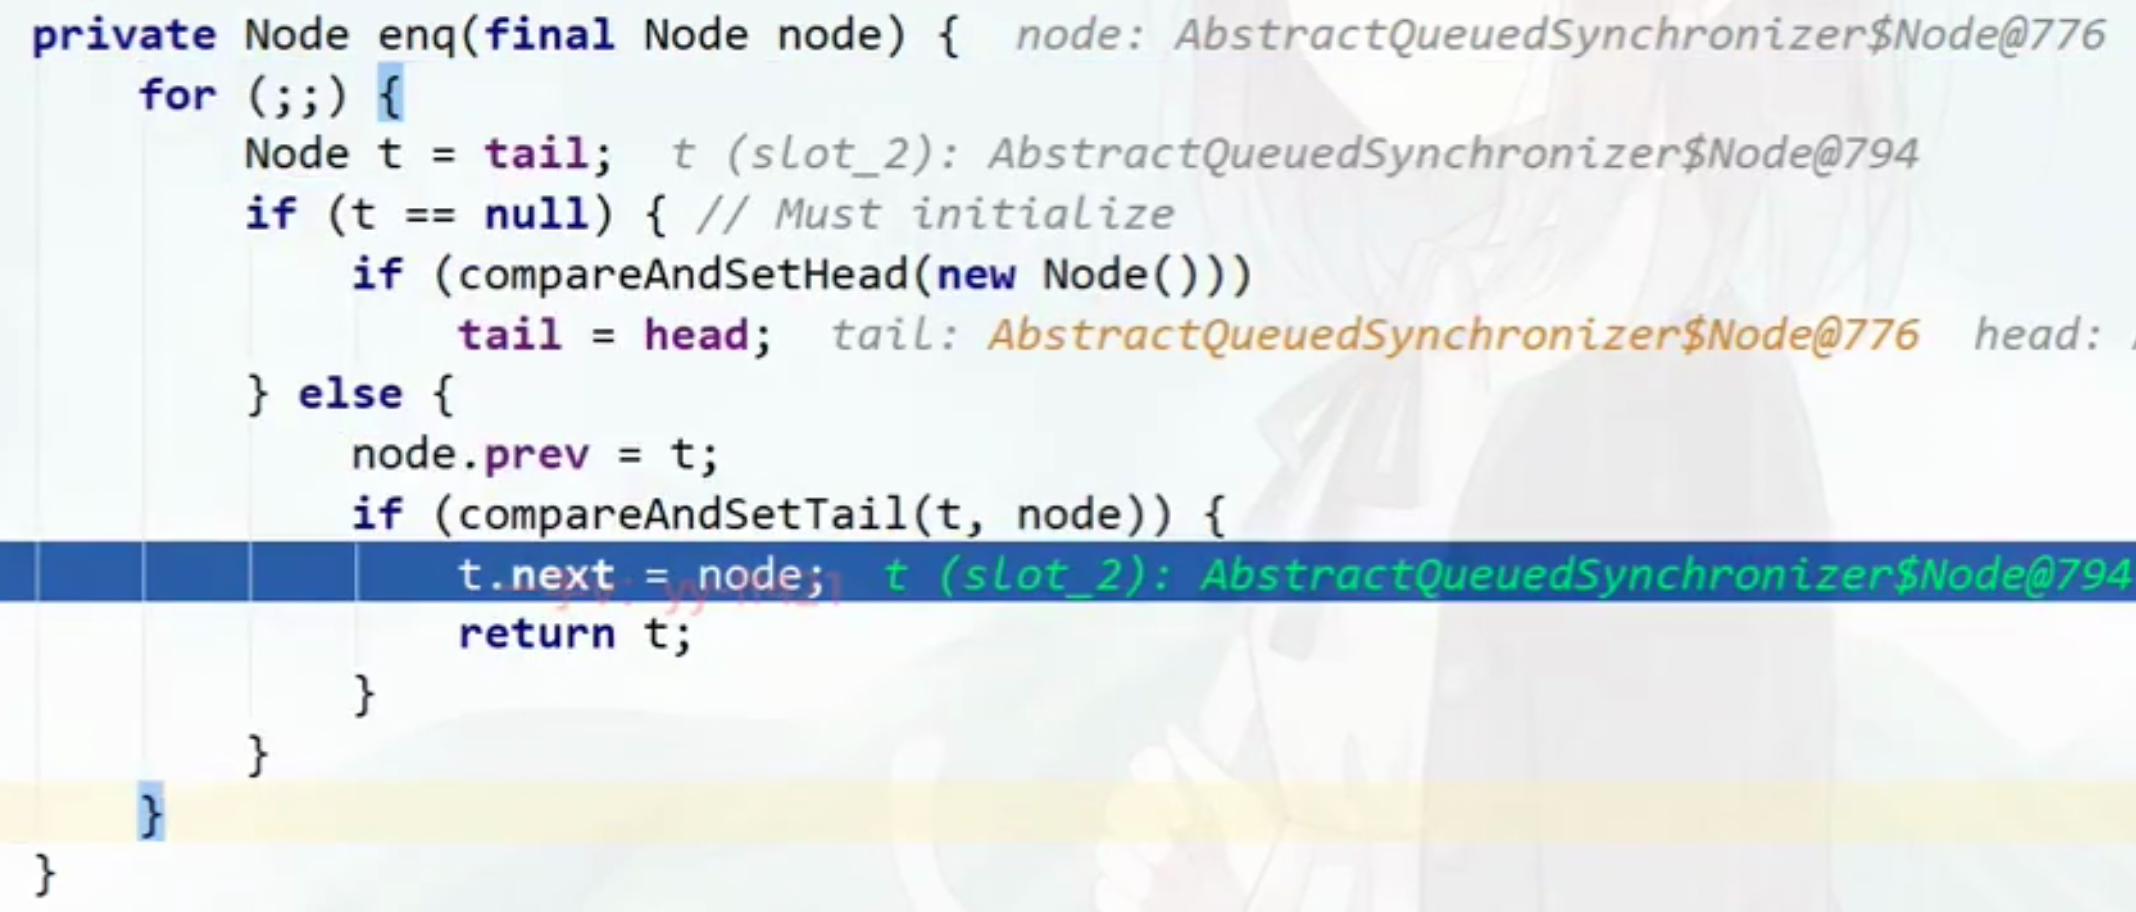 private Node enq(final Node node) {  node: AbstractQueuedSynchronizer$Node@776
    for (;;) {
        Node t = tail;  t (slot_2): AbstractQueuedSynchronizer$Node@794
        if (t == null) { // Must initialize
            if (compareAndSetHead(new Node()))
                tail = head;  tail: AbstractQueuedSynchronizer$Node@776  head:
        } else {
            node.prev = t;
            if (compareAndSetTail(t, node)) {
                t.next = node;  t (slot_2): AbstractQueuedSynchronizer$Node@794
                return t;
            }
        }
    }
}